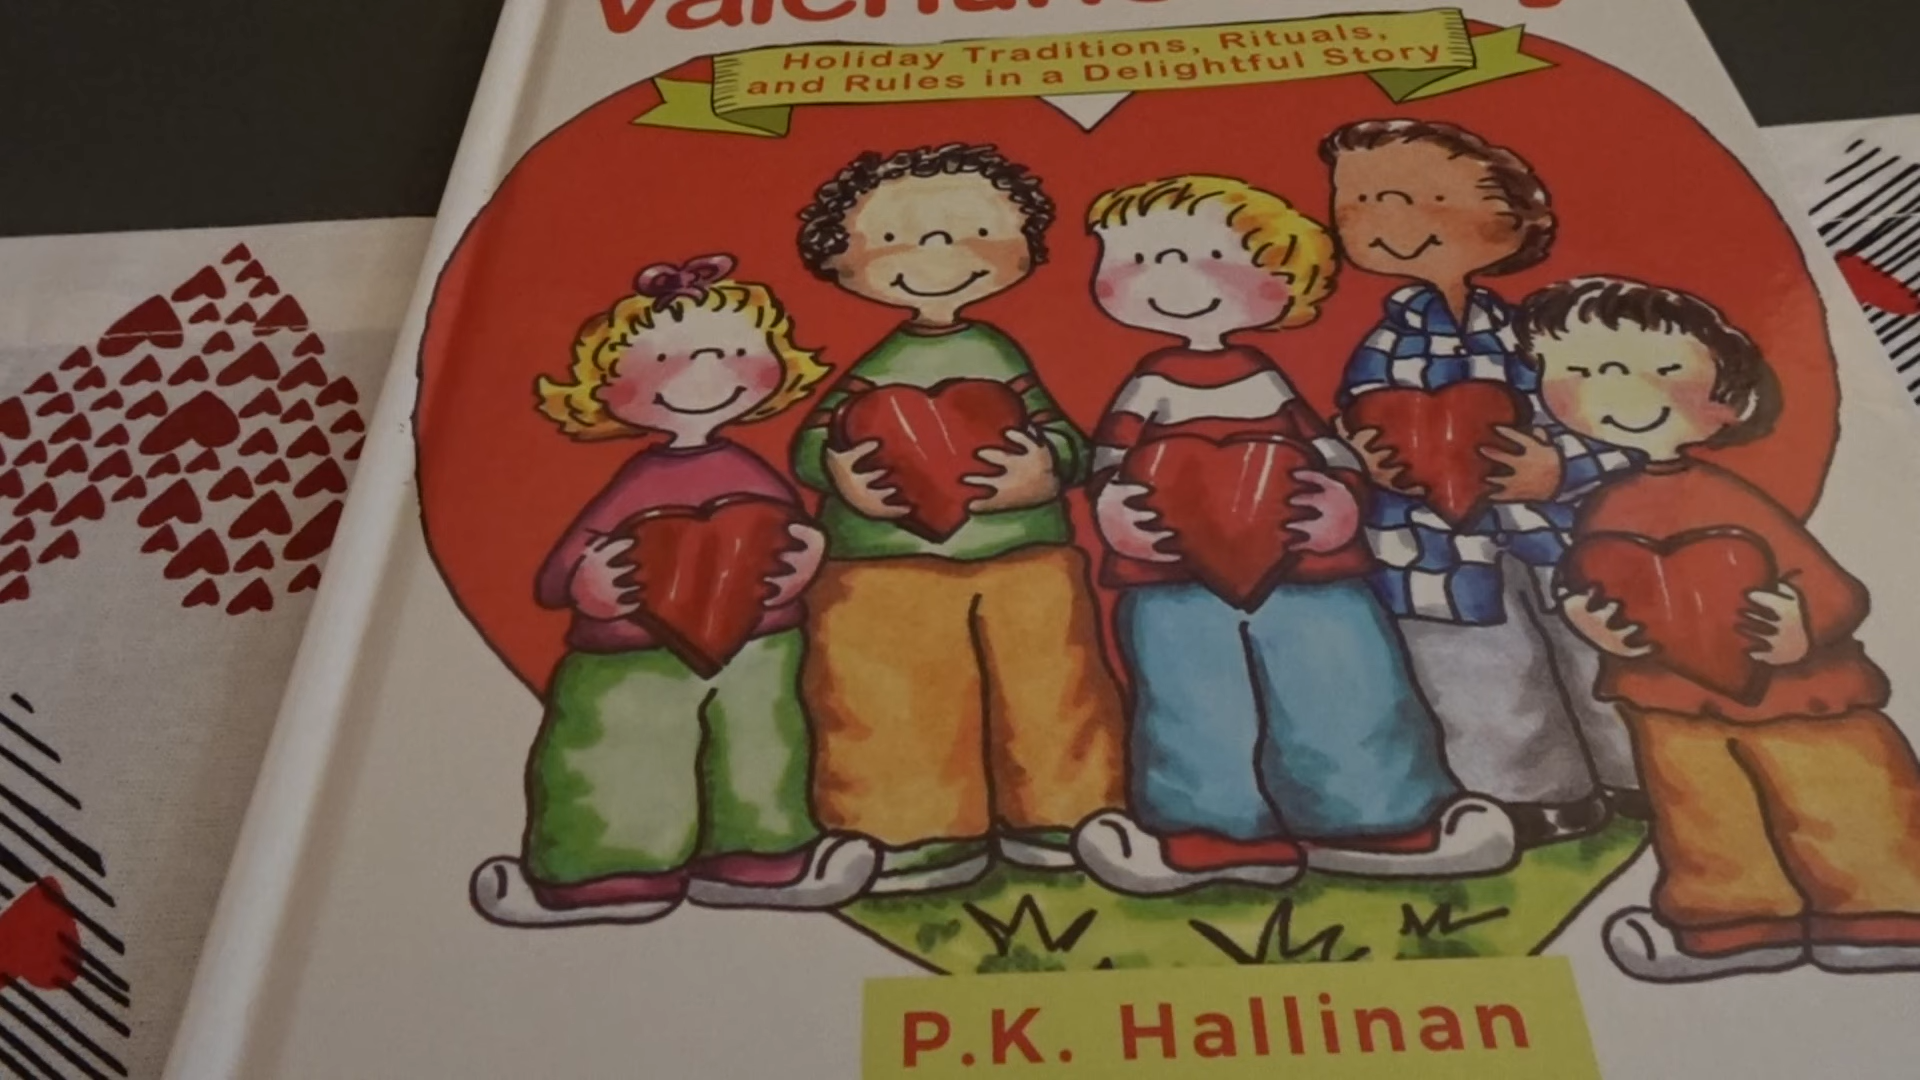 Holiday Traditions, Rituals,
and Rules in a Delightful Story
P.K. Hallinan